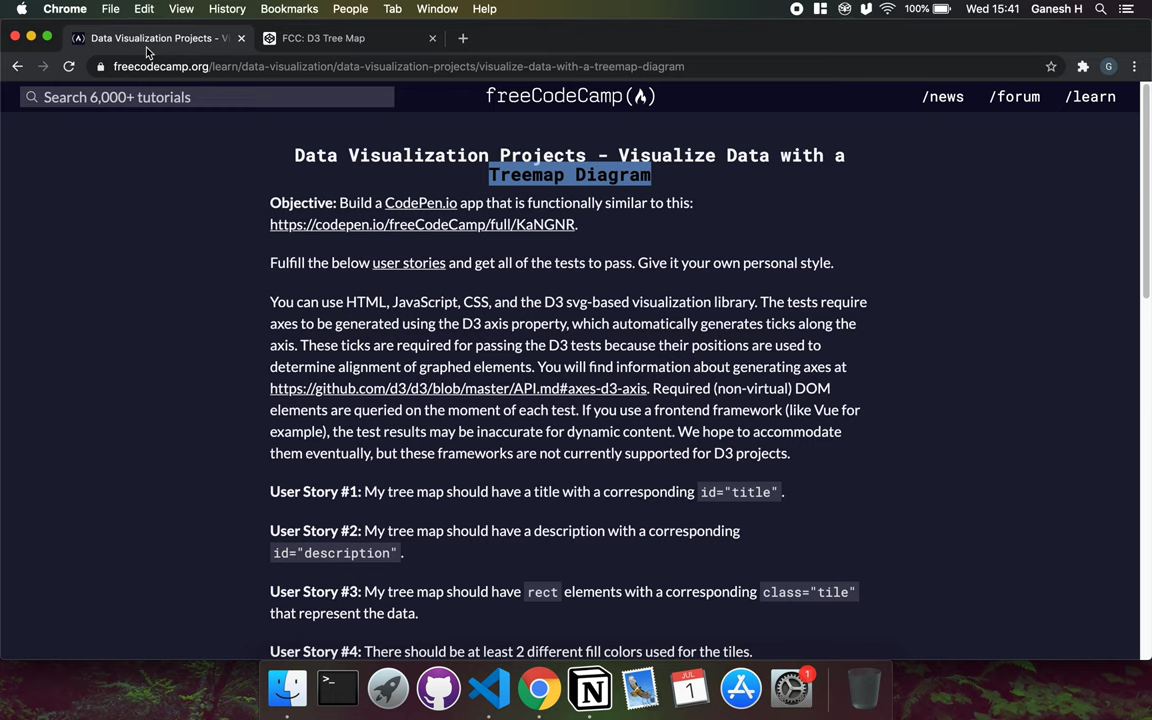 Chrome File Edit View History Bookmarks People Tab Window Help 100% Wed 15:41 Ganesh H
Data Visualization Projects - Vi FCC: D3 Tree Map
freecodecamp.org/learn/data-visualization/data-visualization-projects/visualize-data-with-a-treemap-diagram G
Search 6,000+ tutorials freeCodeCamp /news /forum /learn
Data Visualization Projects - Visualize Data with a
Treemap Diagram
Objective: Build a CodePen.io app that is functionally similar to this:
https://codepen.io/freeCodeCamp/full/KaNGNR.
Fulfill the below user stories and get all of the tests to pass. Give it your own personal style.
You can use HTML, JavaScript, CSS, and the D3 svg-based visualization library. The tests require
axes to be generated using the D3 axis property, which automatically generates ticks along the
axis. These ticks are required for passing the D3 tests because their positions are used to
determine alignment of graphed elements. You will find information about generating axes at
https://github.com/d3/d3/blob/master/API.md#axes-d3-axis. Required (non-virtual) DOM
elements are queried on the moment of each test. If you use a frontend framework (like Vue for
example), the test results may be inaccurate for dynamic content. We hope to accommodate
them eventually, but these frameworks are not currently supported for D3 projects.
User Story #1: My tree map should have a title with a corresponding id="title".
User Story #2: My tree map should have a description with a corresponding
id="description".
User Story #3: My tree map should have rect elements with a corresponding class="tile"
that represent the data.
User Story #4: There should be at least 2 different fill colors used for the tiles.
JUL
1
1